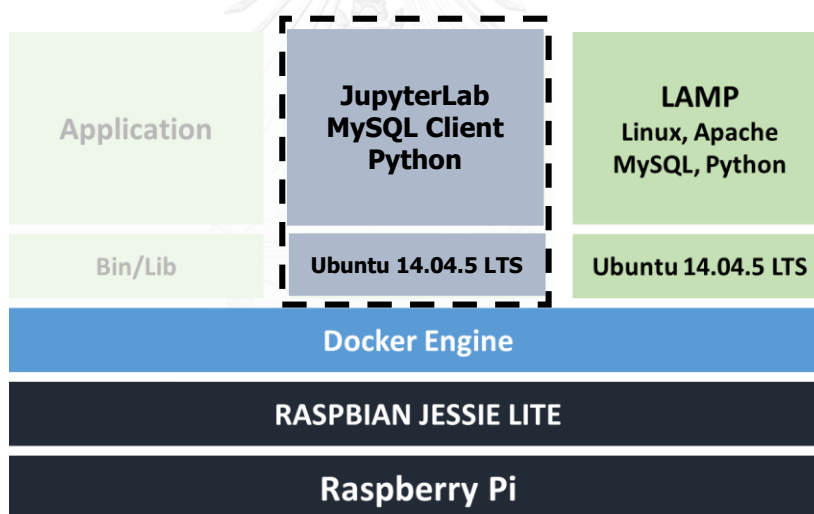 Application
Bin/Lib
JupyterLab
MySQL Client
Python
Ubuntu 14.04.5 LTS
LAMP
Linux, Apache
MySQL, Python
Ubuntu 14.04.5 LTS
Docker Engine
RASPBIAN JESSIE LITE
Raspberry Pi